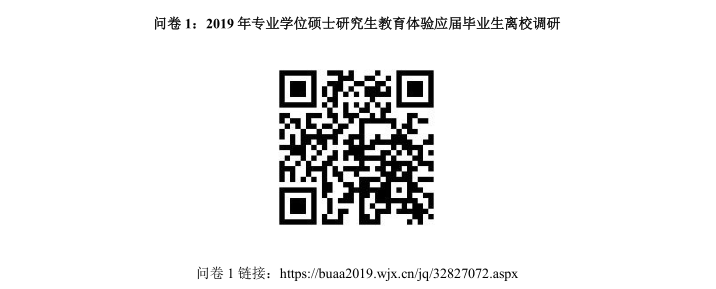 问卷 1：2019 年专业学位硕士研究生教育体验应届毕业生离校调研
问卷 1 链接：https://buaa2019.wjx.cn/jq/32827072.aspx